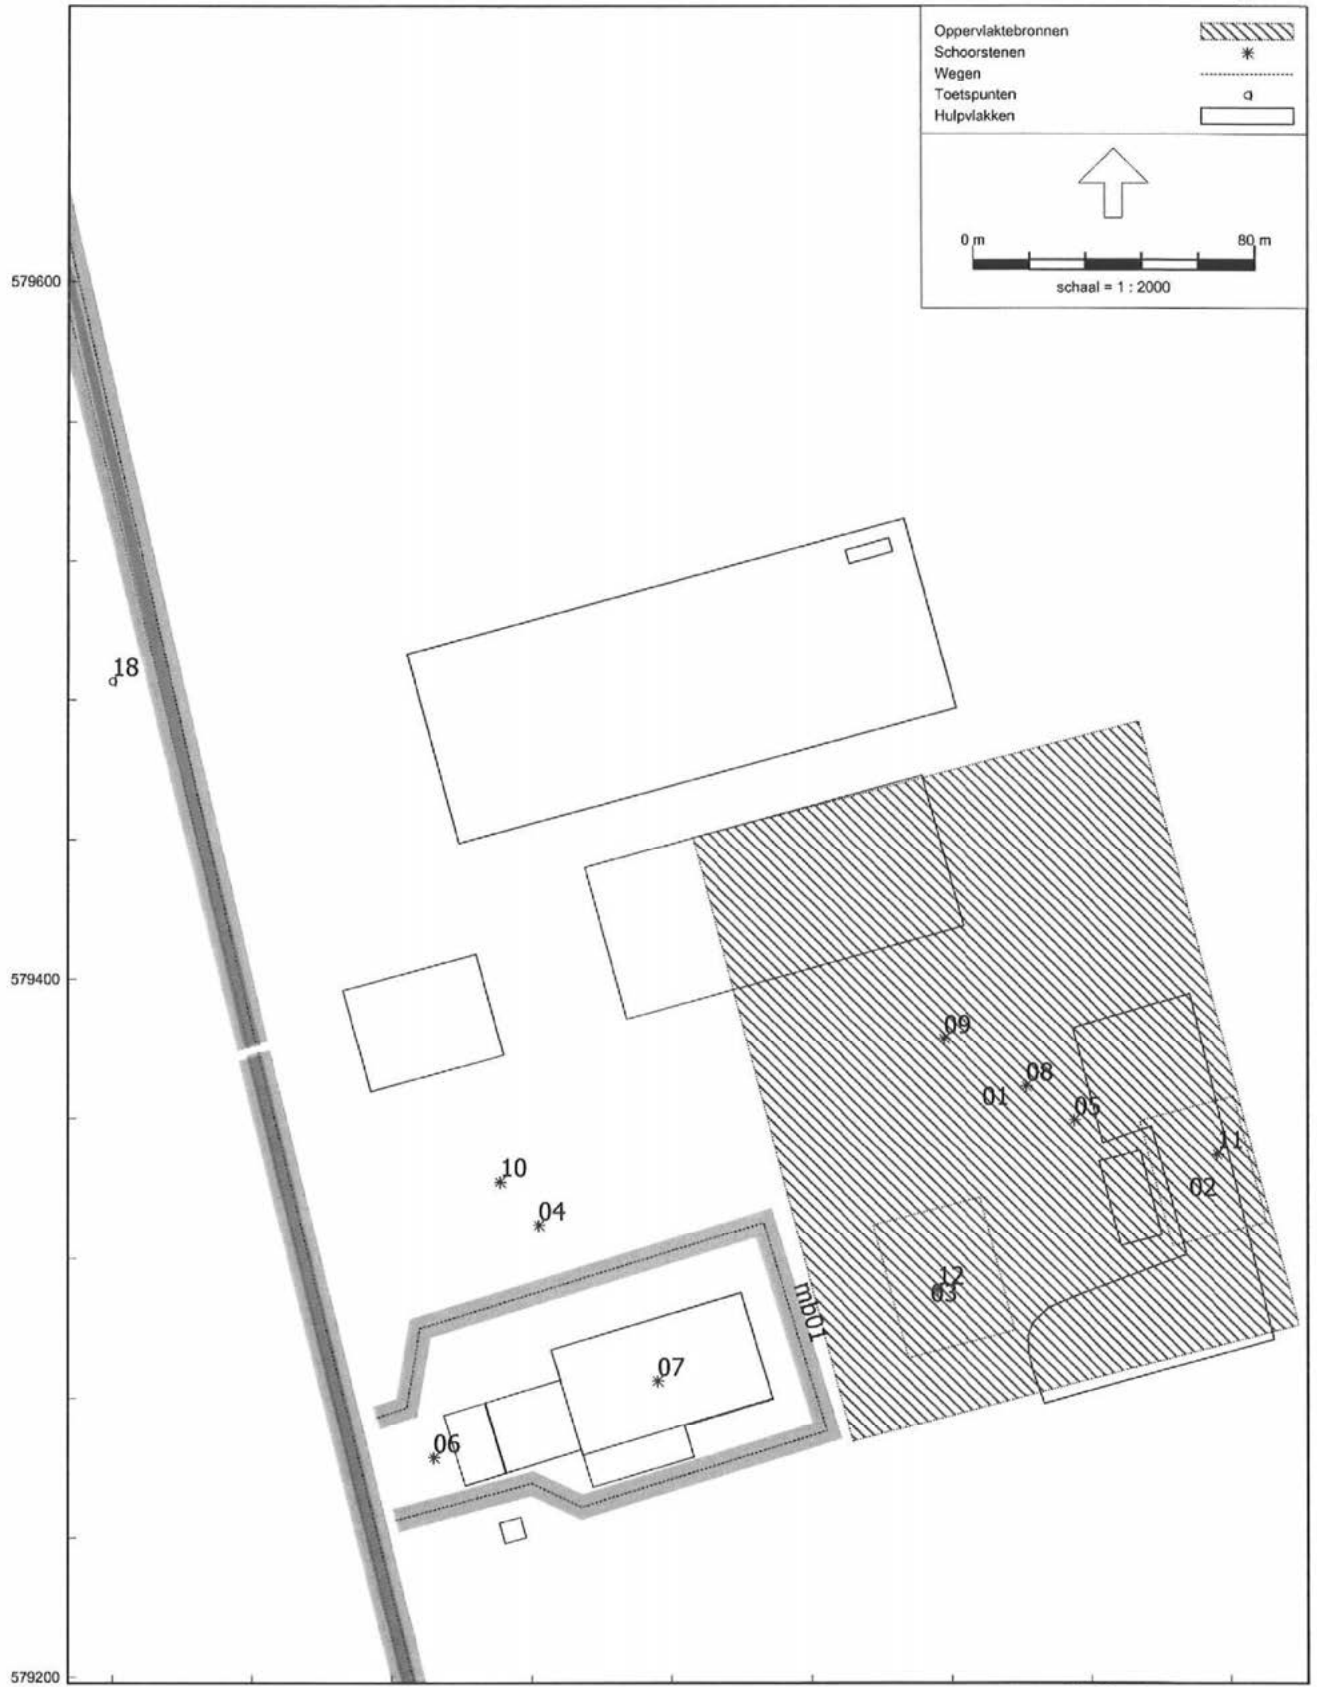 Oppervlaktebronnen
Schoorstenen
Wegen
Toetspunten
Hulpvlakken
0 m 80 m
schaal = 1 : 2000
579600
18
579400
09
08
01
05
11
10
02
04
12
03
mb01
07
06
579200